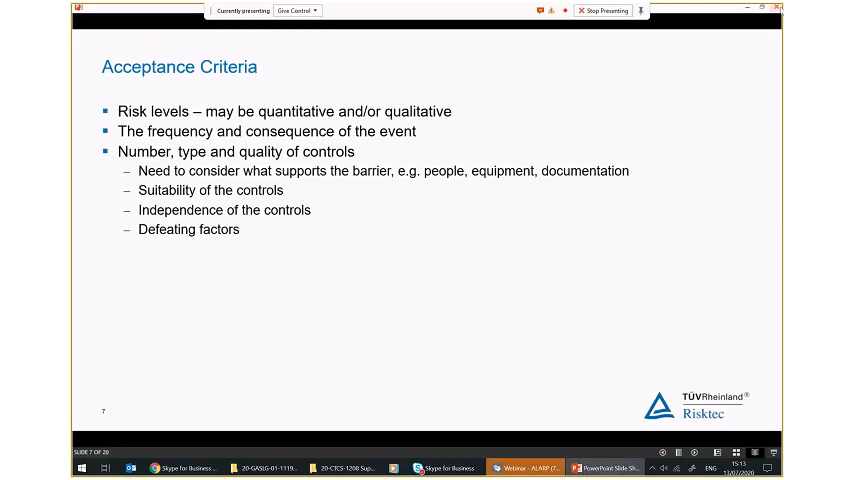 Currently presenting
Give Control
Stop Presenting
Acceptance Criteria
Risk levels – may be quantitative and/or qualitative
The frequency and consequence of the event
Number, type and quality of controls
– Need to consider what supports the barrier, e.g. people, equipment, documentation
– Suitability of the controls
– Independence of the controls
– Defeating factors
7
TÜVRheinland®
Risktec
SLIDE 7 OF 20
Skype for Business ...
20-GASLG-01-1119...
20-CTCS-1208 Sup...
Skype for Business
Webinar - ALARP (7...
PowerPoint Slide Sh...
ENG
15:13
13/07/2020